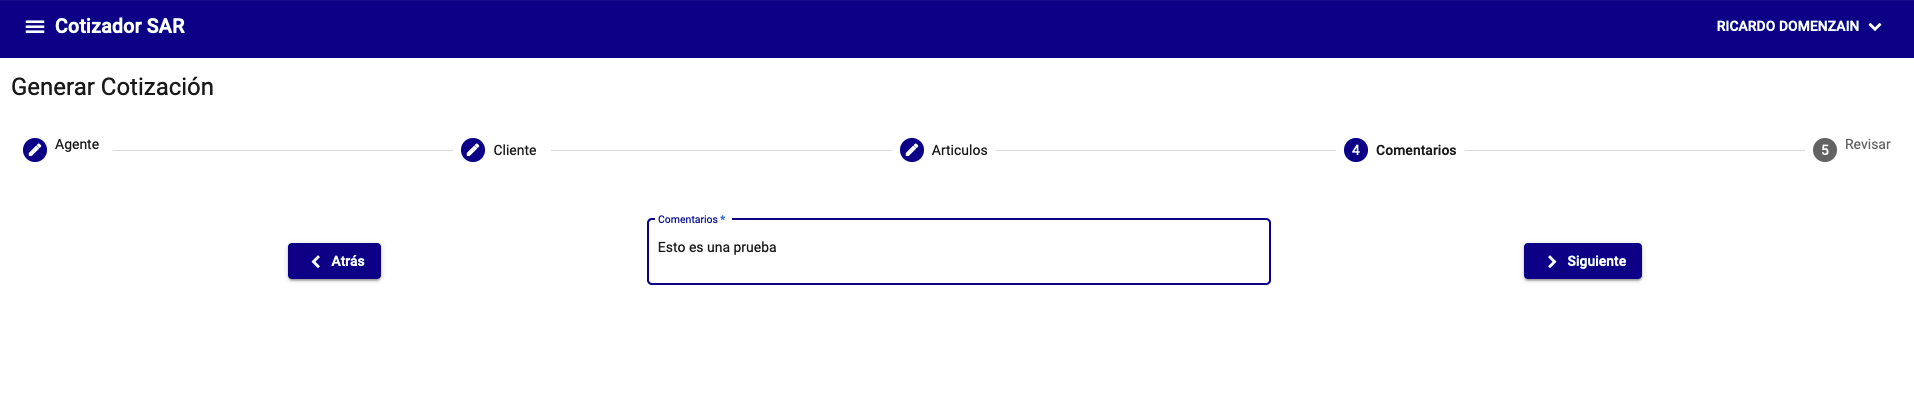 Cotizador SAR
RICARDO DOMENZAIN
Generar Cotización
Agente
Cliente
Articulos
4 Comentarios
5 Revisar
Comentarios *
Esto es una prueba
Atrás
Siguiente